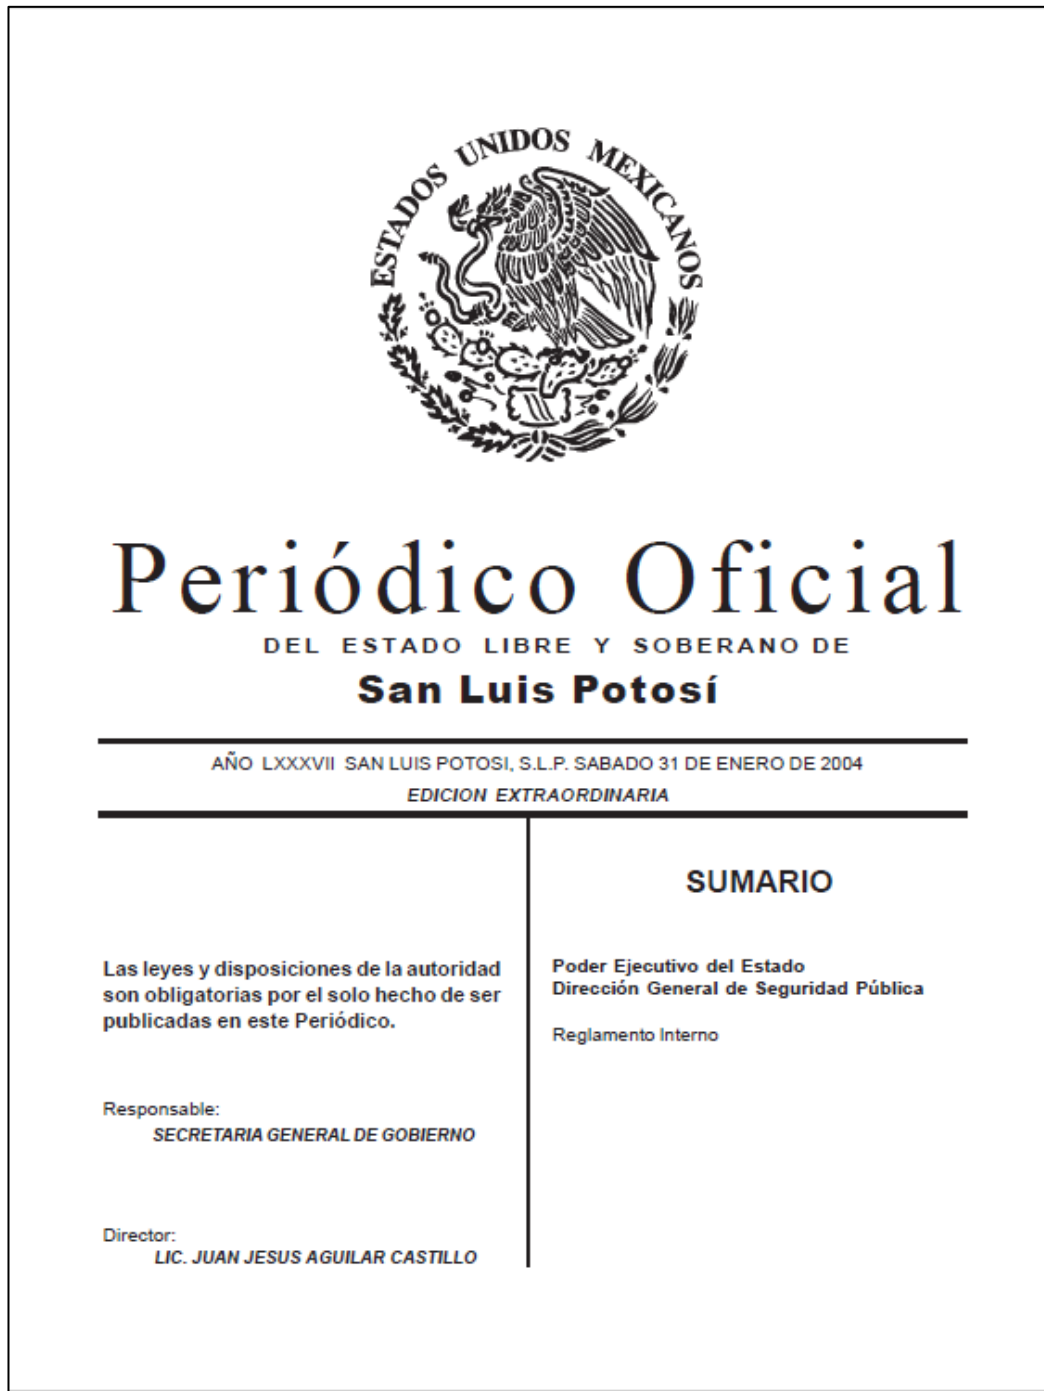 ESTADOS UNIDOS MEXICANOS
Periódico Oficial
DEL ESTADO LIBRE Y SOBERANO DE
San Luis Potosí
AÑO LXXXVII SAN LUIS POTOSI, S.L.P. SABADO 31 DE ENERO DE 2004
EDICION EXTRAORDINARIA
Las leyes y disposiciones de la autoridad
son obligatorias por el solo hecho de ser
publicadas en este Periódico.
Responsable:
SECRETARIA GENERAL DE GOBIERNO
Director:
LIC. JUAN JESUS AGUILAR CASTILLO
SUMARIO
Poder Ejecutivo del Estado
Dirección General de Seguridad Pública
Reglamento Interno